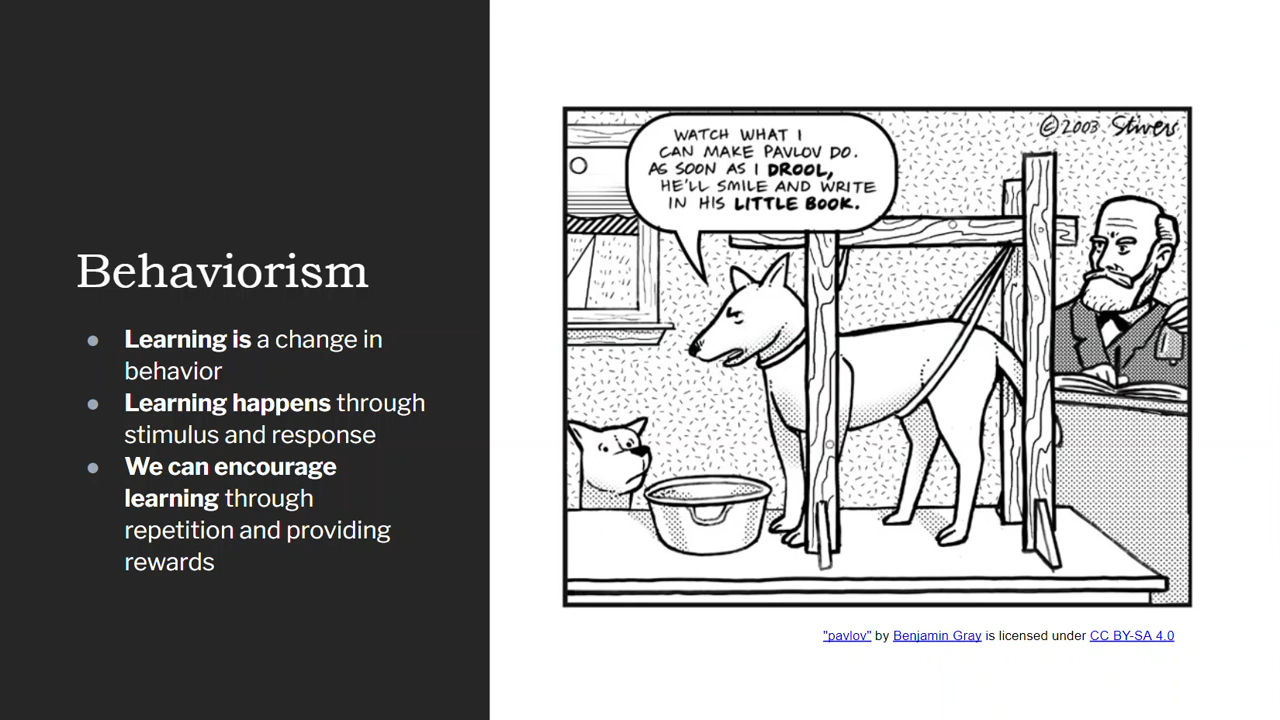 Behaviorism
● Learning is a change in
behavior
● Learning happens through
stimulus and response
● We can encourage
learning through
repetition and providing
rewards
WATCH WHAT I
CAN MAKE PAVLOV DO.
AS SOON AS I DROOL,
HE'LL SMILE AND WRITE
IN HIS LITTLE BOOK.
©2003 Stivers
"pavlov" by Benjamin Gray is licensed under CC BY-SA 4.0